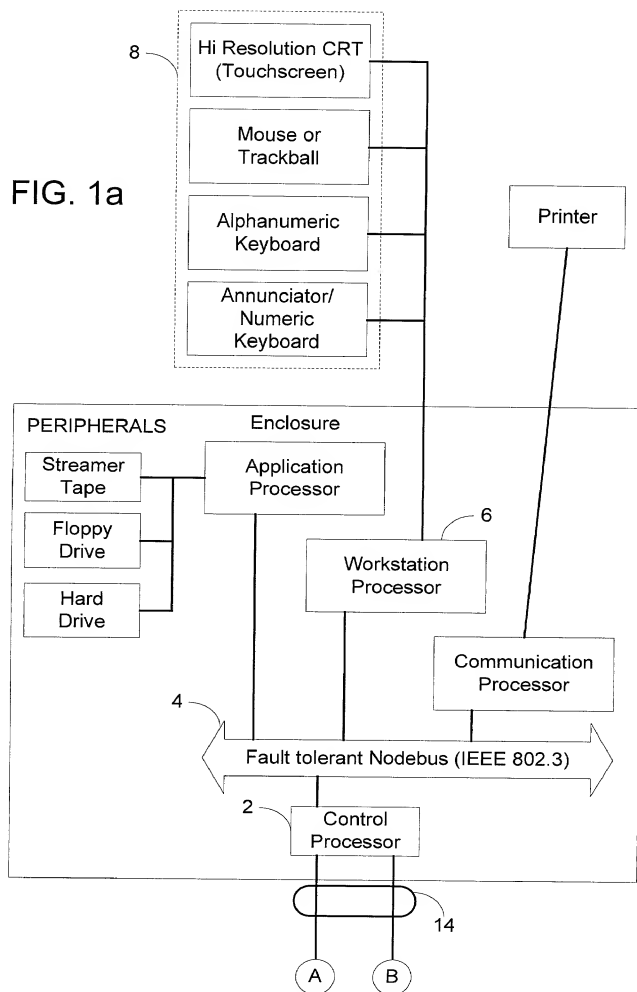 8
Hi Resolution CRT
(Touchscreen)
Mouse or
Trackball
FIG. 1a
Alphanumeric
Keyboard
Printer
Annunciator/
Numeric
Keyboard
PERIPHERALS
Enclosure
Streamer
Tape
Application
Processor
Floppy
Drive
6
Workstation
Processor
Hard
Drive
Communication
Processor
4
Fault tolerant Nodebus (IEEE 802.3)
2
Control
Processor
14
A
B